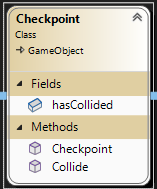 Checkpoint
Class
GameObject
Fields
hasCollided
Methods
Checkpoint
Collide